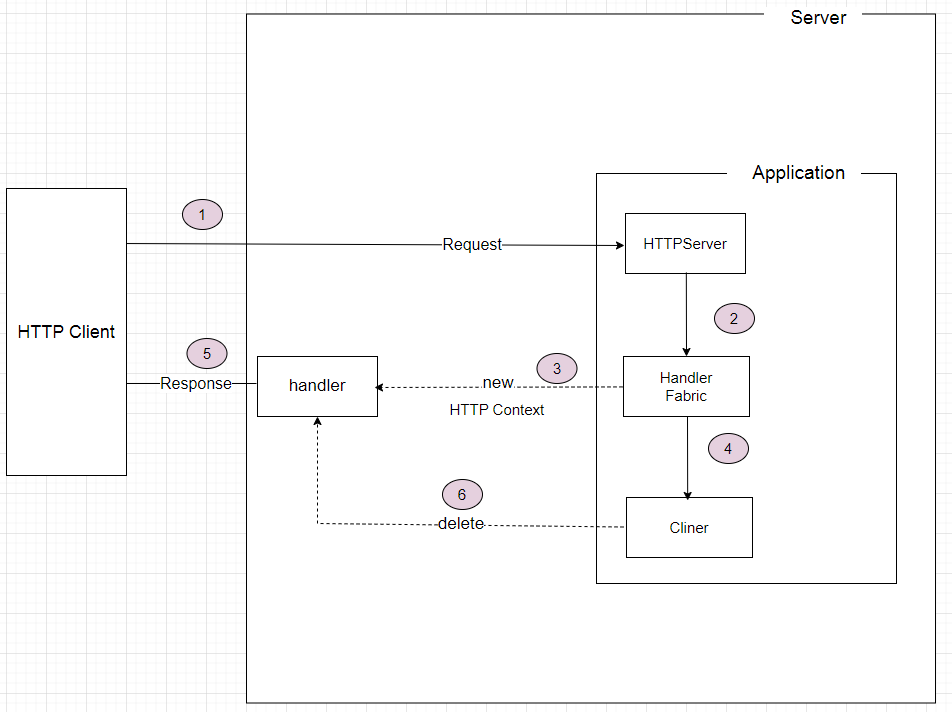 Server
Application
1
Request
HTTPServer
2
HTTP Client
5
Response
handler
3
new
HTTP Context
Handler
Fabric
4
6
delete
Cliner